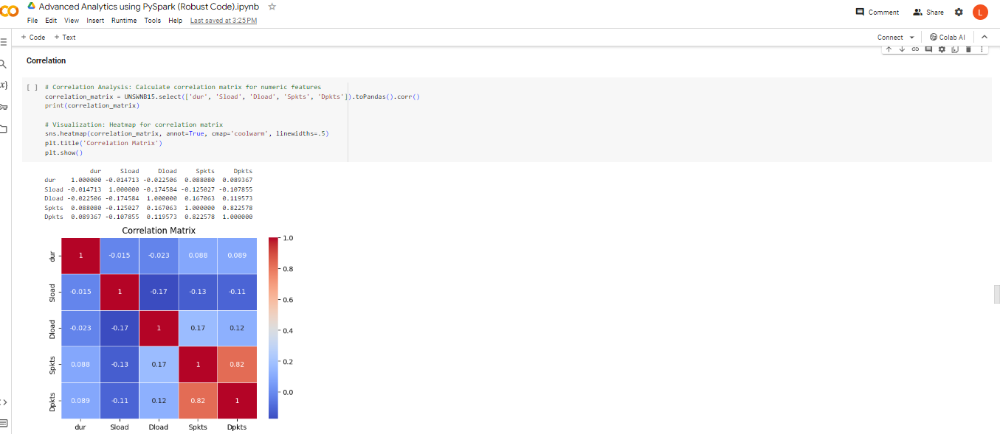 Advanced Analytics using PySpark (Robust Code).ipynb
File Edit View Insert Runtime Tools Help Last saved at 3:25 PM
Comment Share L
+ Code + Text
Connect Colab AI
Correlation
[ ] # Correlation Analysis: Calculate correlation matrix for numeric features
correlation_matrix = UNSWNB15.select(['dur', 'Sload', 'Dload', 'Spkts', 'Dpkts']).toPandas().corr()
print(correlation_matrix)
# Visualization: Heatmap for correlation matrix
sns.heatmap(correlation_matrix, annot=True, cmap='coolwarm', linewidths=.5)
plt.title('Correlation Matrix')
plt.show()
dur Sload Dload Spkts Dpkts
dur 1.000000 -0.014713 -0.022506 0.088080 0.089367
Sload -0.014713 1.000000 -0.174584 -0.125027 -0.107855
Dload -0.022506 -0.174584 1.000000 0.167063 0.119573
Spkts 0.088080 -0.125027 0.167063 1.000000 0.822578
Dpkts 0.089367 -0.107855 0.119573 0.822578 1.000000
Correlation Matrix
dur 1 -0.015 -0.023 0.088 0.089
Sload -0.015 1 -0.17 -0.13 -0.11
Dload -0.023 -0.17 1 0.17 0.12
Spkts 0.088 -0.13 0.17 1 0.82
Dpkts 0.089 -0.11 0.12 0.82 1
dur Sload Dload Spkts Dpkts
1.0
0.8
0.6
0.4
0.2
0.0